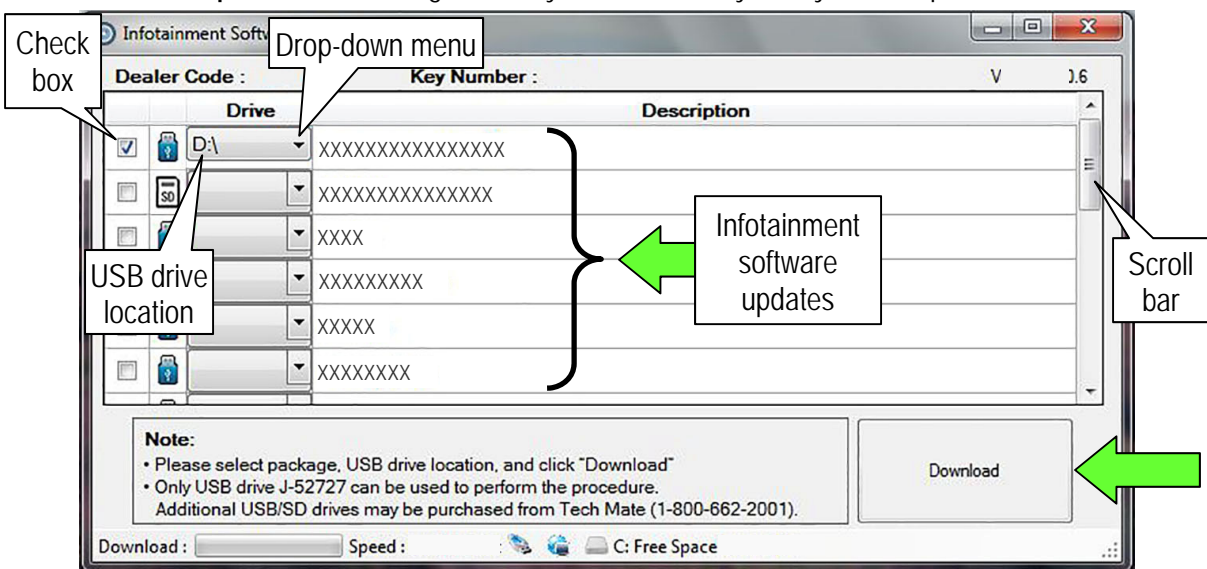 Infotainment Softw
Check
box
Drop-down menu
Dealer Code :
Key Number :
V
0.6
Drive
Description
D:\
XXXXXXXXXXXXXXXX
SD
XXXXXXXXXXXXXXX
XXXX
XXXXXXXXX
XXXXX
XXXXXXXX
USB drive
location
Infotainment
software
updates
Scroll
bar
Note:
• Please select package, USB drive location, and click "Download"
• Only USB drive J-52727 can be used to perform the procedure.
Additional USB/SD drives may be purchased from Tech Mate (1-800-662-2001).
Download
Download :
Speed :
:
C: Free Space